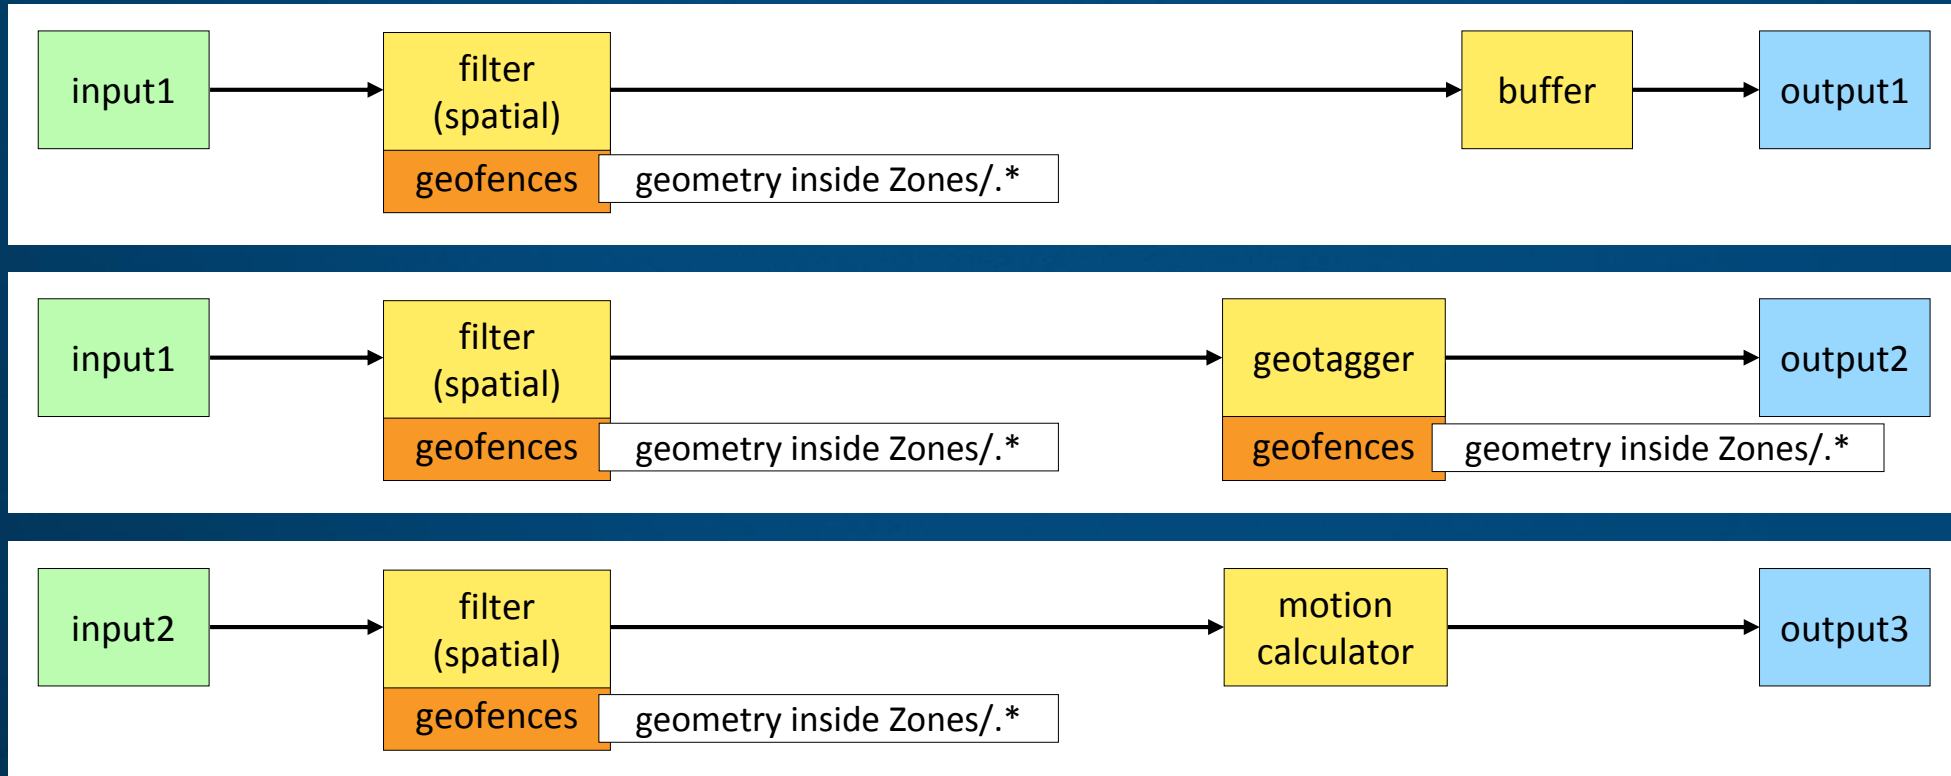 input1
filter
(spatial)
geofences
geometry inside Zones/.*
buffer
output1
input1
filter
(spatial)
geofences
geometry inside Zones/.*
geotagger
geofences
geometry inside Zones/.*
output2
input2
filter
(spatial)
geofences
geometry inside Zones/.*
motion
calculator
output3